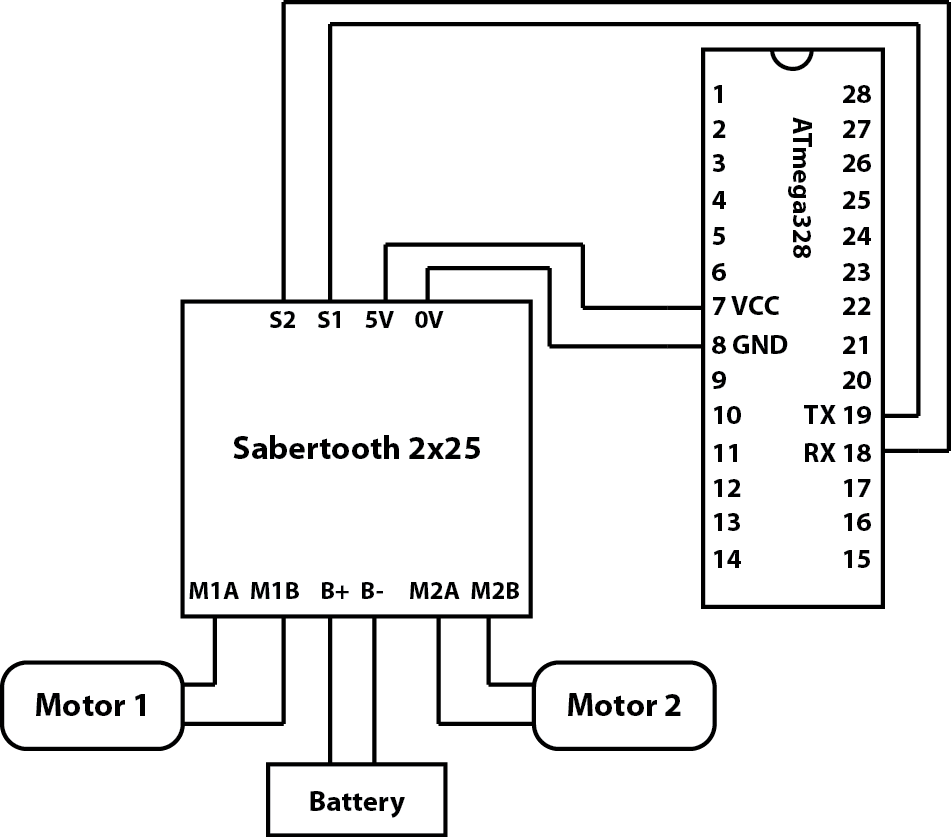 1 28
2 27
3 26
4 25
5 24
6 23
7 VCC 22
8 GND 21
9 20
10 TX 19
11 RX 18
12 17
13 16
14 15
ATmega328
S2 S1 5V 0V
Sabertooth 2x25
M1A M1B B+ B- M2A M2B
Motor 1
Motor 2
Battery